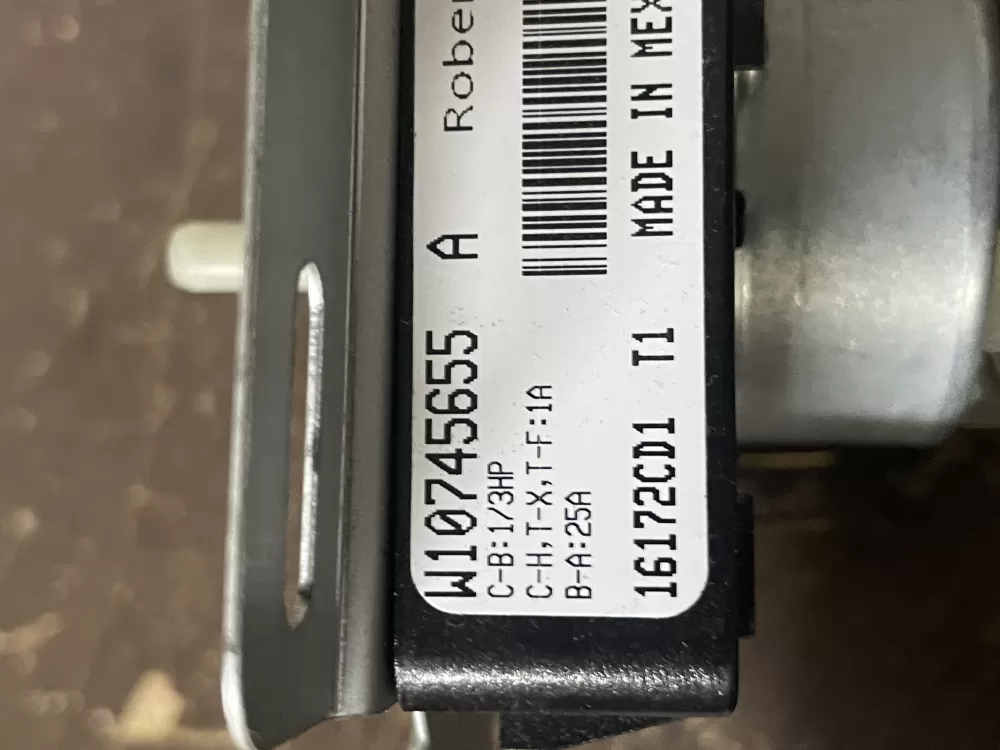 W10745655 A
C-B:1/3HP
C-H,T-X,T-F:1A
B-A:25A
16172CD1 T1 MADE IN MEX